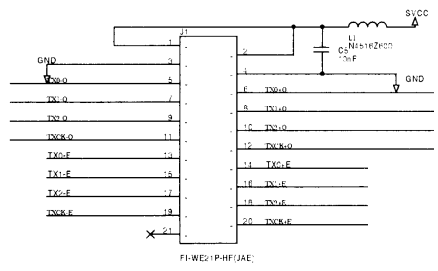 SVCC
J1
L1
N4516Z600
1
2
C5
10nF
GND
3
4
GND
TX0-O
5
6
TX0+O
TX1-O
7
8
TX1+O
TX2-O
9
10
TX2+O
TXCK-O
11
12
TXCK+O
TX0-E
13
14
TX0+E
TX1-E
15
16
TX1+E
TX2-E
17
18
TX2+E
TXCK-E
19
20
TXCK+E
21
FI-WE21P-HF(JAE)